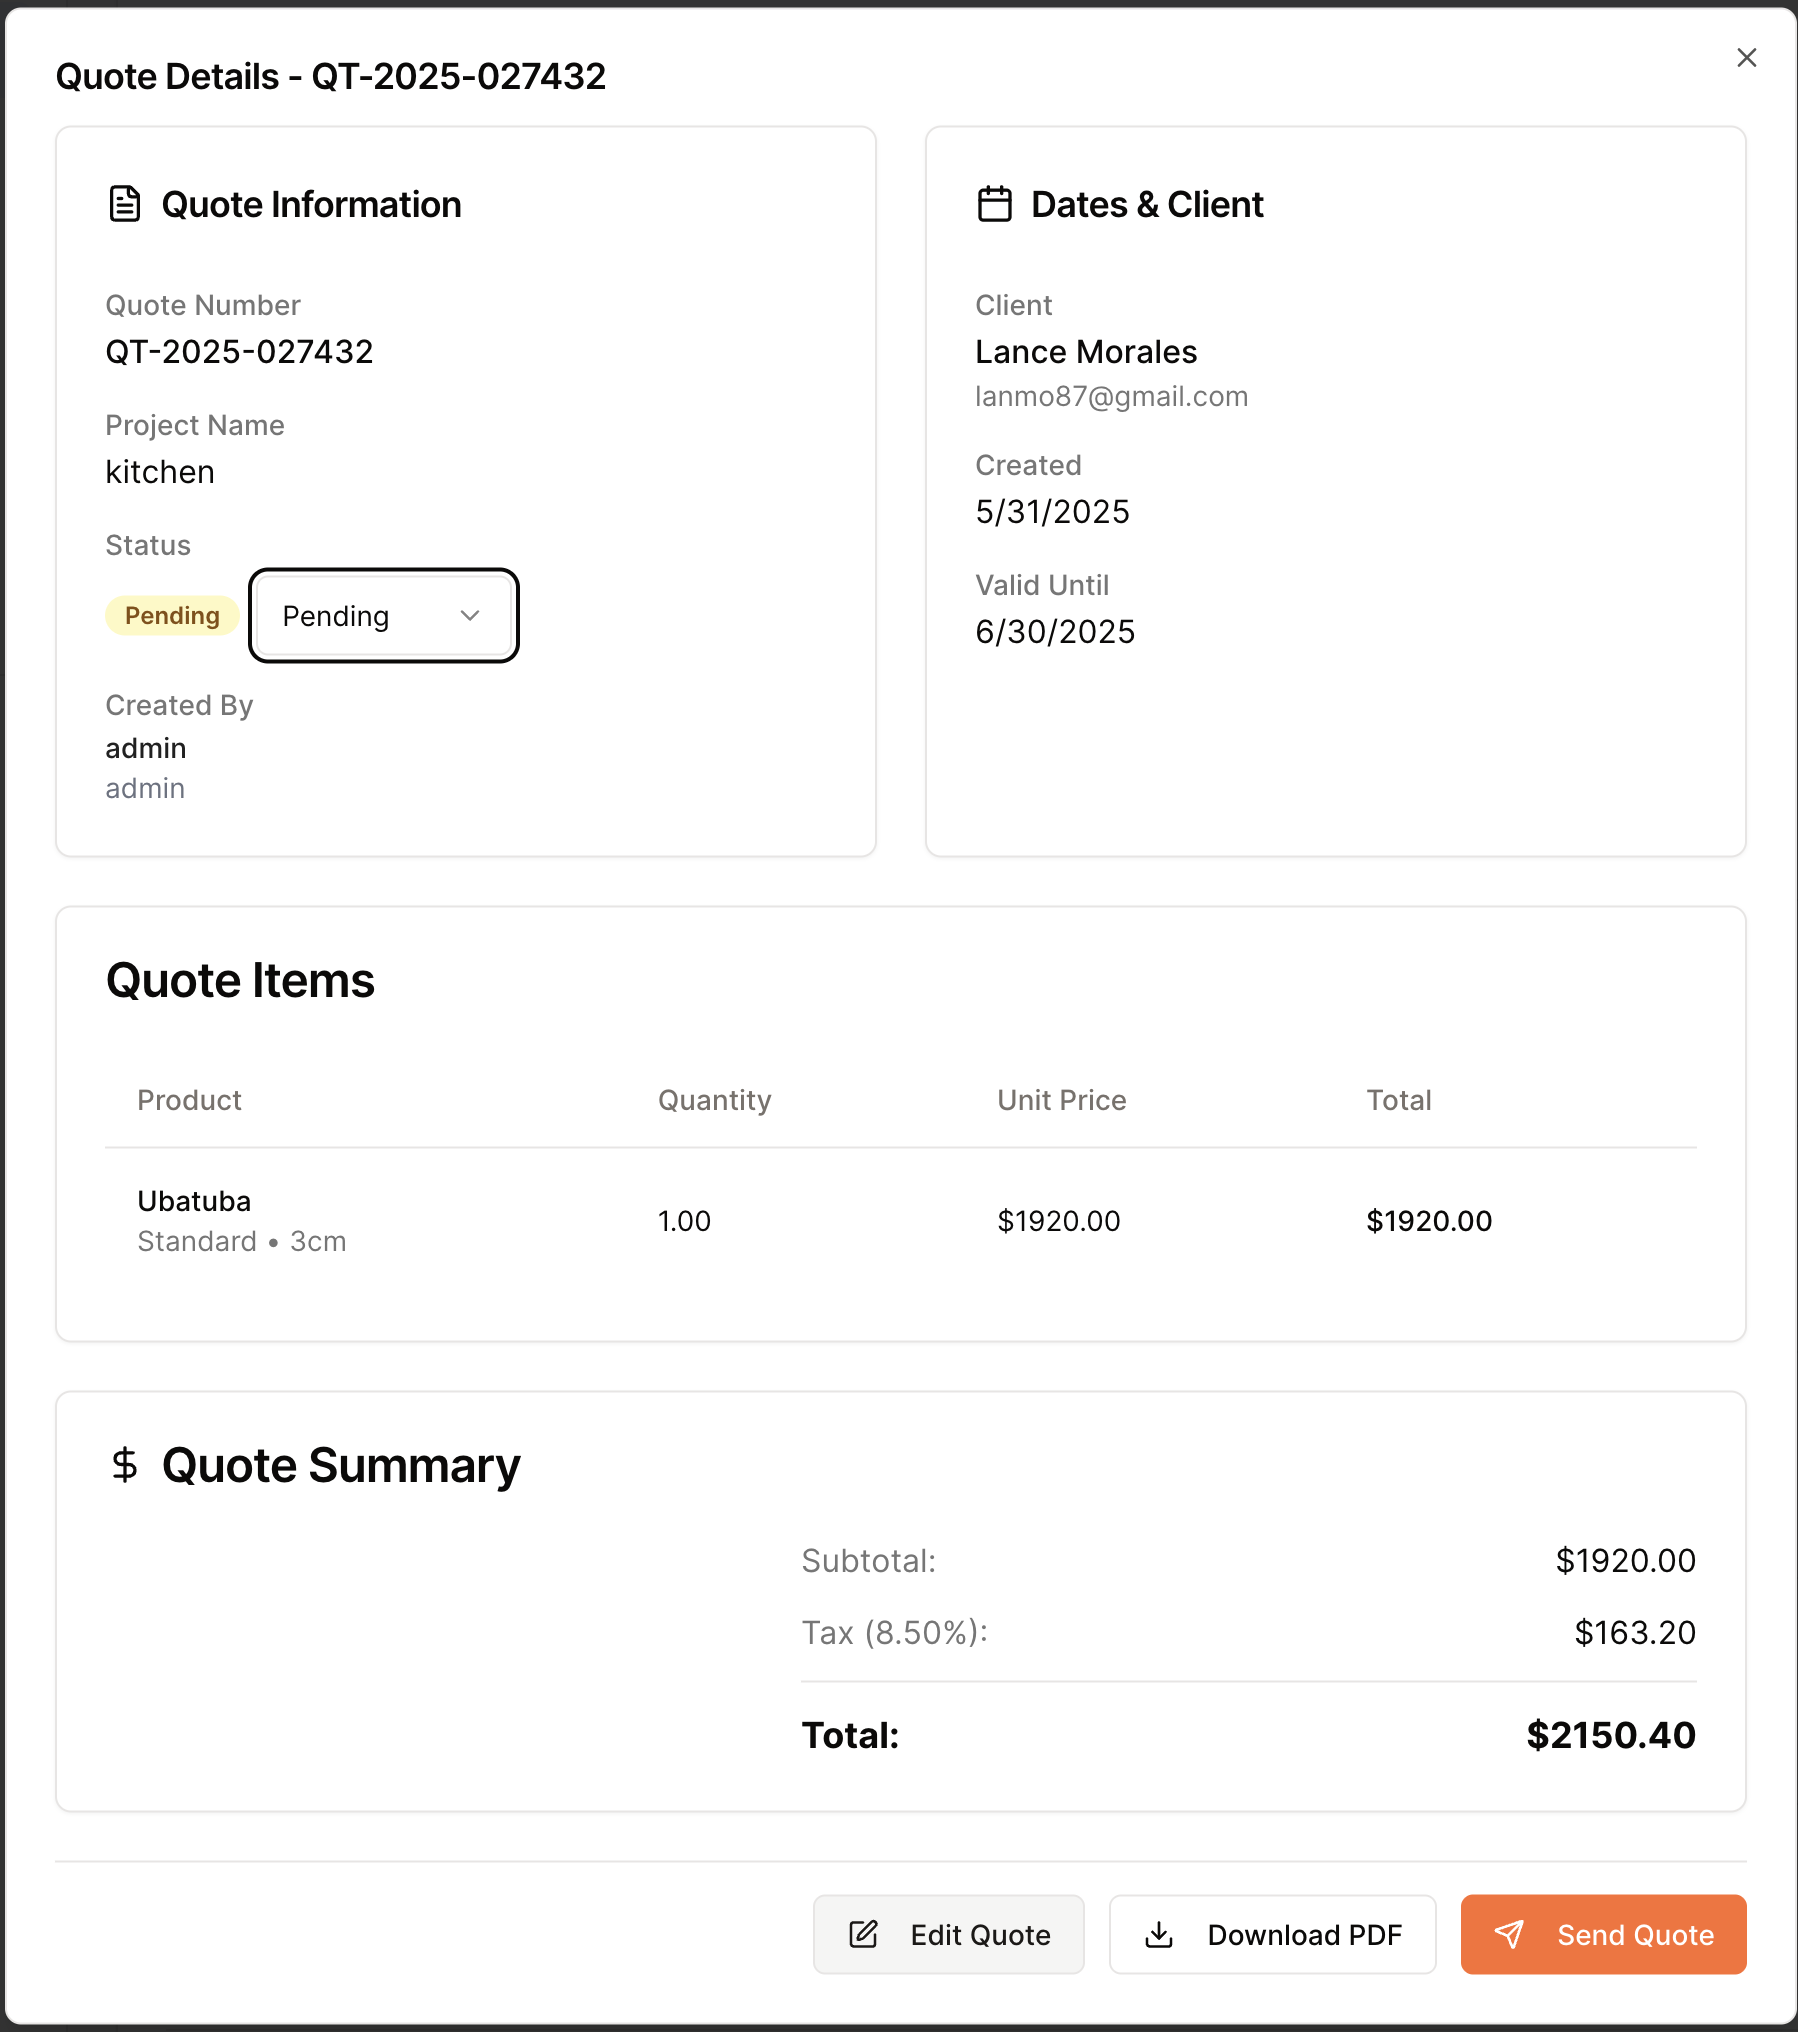 Quote Details - QT-2025-027432
Quote Information
Quote Number
QT-2025-027432
Project Name
kitchen
Status
Pending Pending
Created By
admin
admin
Dates & Client
Client
Lance Morales
lanmo87@gmail.com
Created
5/31/2025
Valid Until
6/30/2025
Quote Items
Product Quantity Unit Price Total
Ubatuba
Standard • 3cm
1.00 $1920.00 $1920.00
$ Quote Summary
Subtotal: $1920.00
Tax (8.50%): $163.20
Total: $2150.40
Edit Quote Download PDF Send Quote